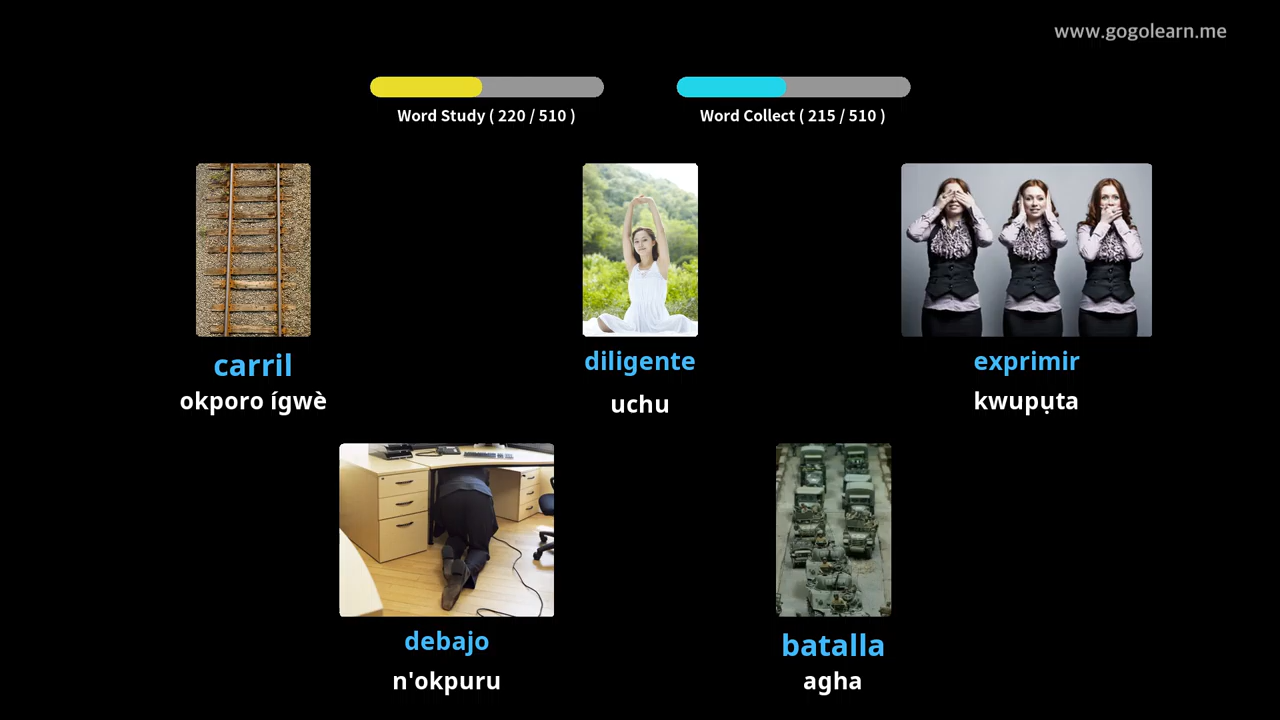 www.gogolearn.me
Word Study ( 220 / 510 )
Word Collect ( 215 / 510 )
carril
okporo ígwè
diligente
uchu
exprimir
kwupụta
debajo
n'okpuru
batalla
agha